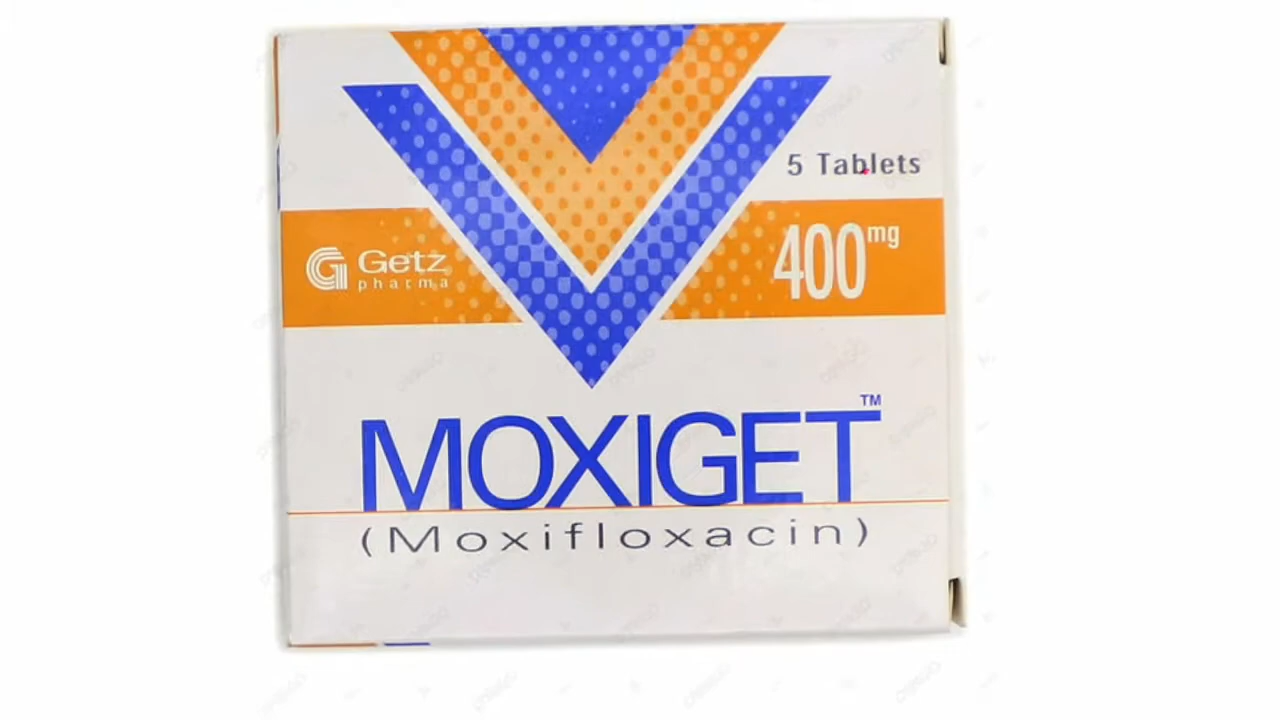 5 Tablets
Getz
pharma
400mg
MOXIGET™
(Moxifloxacin)